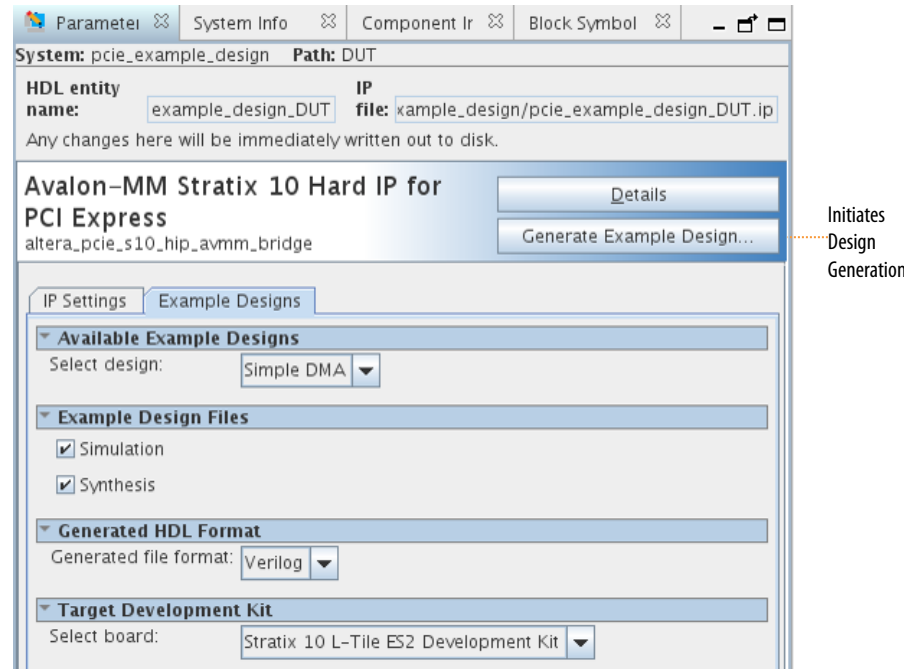 Parameter System Info Component Ir Block Symbol
System: pcie_example_design Path: DUT
HDL entity name: example_design_DUT
IP file: xample_design/pcie_example_design_DUT.ip
Any changes here will be immediately written out to disk.
Avalon-MM Stratix 10 Hard IP for
PCI Express
altera_pcie_s10_hip_avmm_bridge
Details
Generate Example Design...
Initiates
Design
Generation
IP Settings Example Designs
Available Example Designs
Select design: Simple DMA
Example Design Files
Simulation
Synthesis
Generated HDL Format
Generated file format: Verilog
Target Development Kit
Select board: Stratix 10 L-Tile ES2 Development Kit